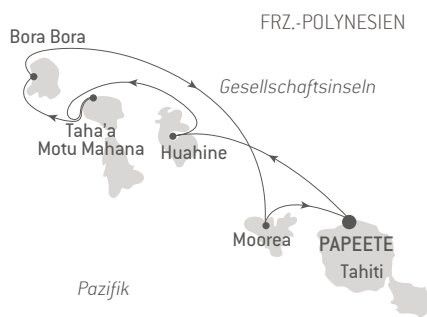 FRZ.-POLYNESIEN
Bora Bora
Gesellschaftsinseln
Taha'a
Motu Mahana
Huahine
Moorea
PAPEETE
Tahiti
Pazifik